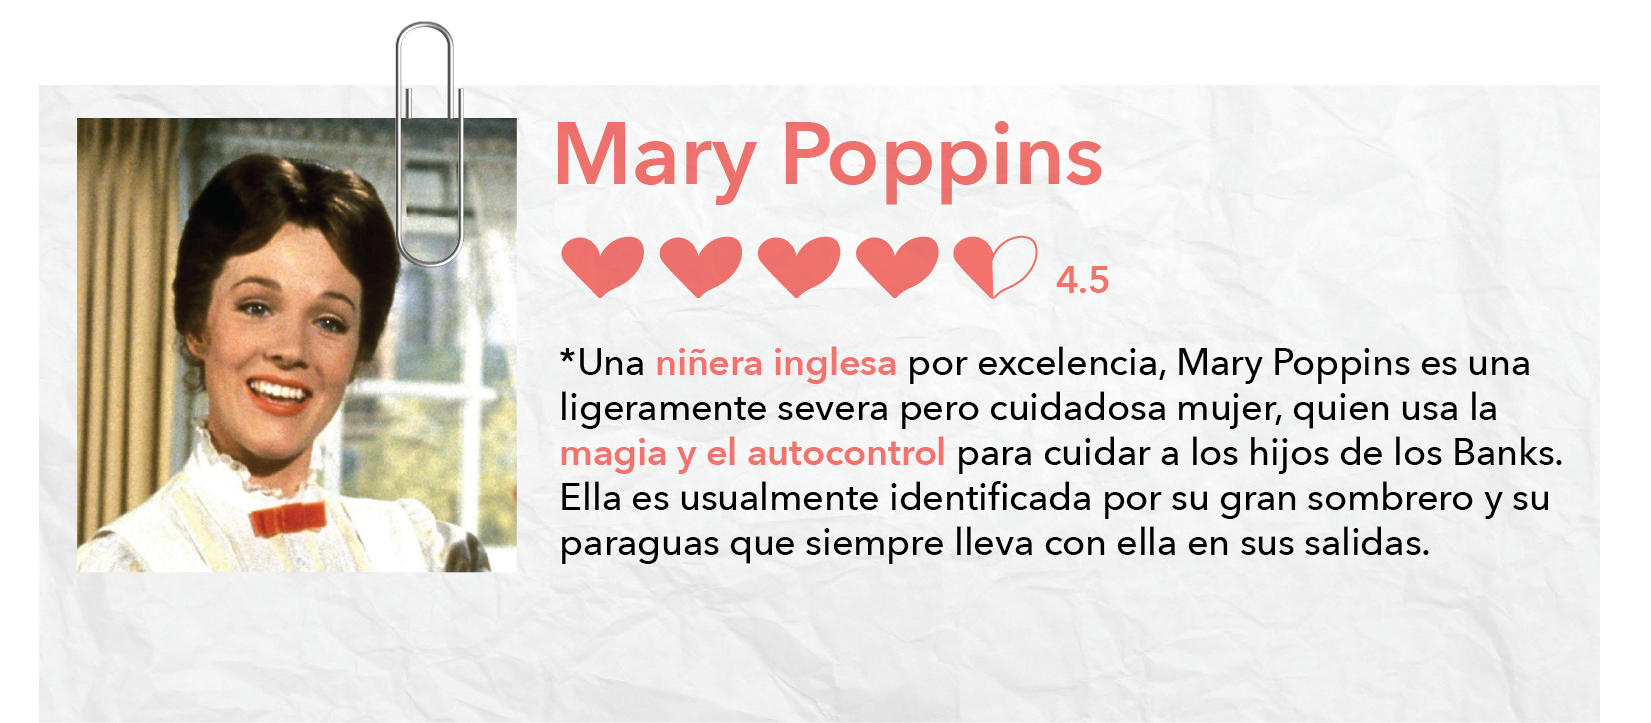 Mary Poppins
4.5
*Una niñera inglesa por excelencia, Mary Poppins es una
ligeramente severa pero cuidadosa mujer, quien usa la
magia y el autocontrol para cuidar a los hijos de los Banks.
Ella es usualmente identificada por su gran sombrero y su
paraguas que siempre lleva con ella en sus salidas.